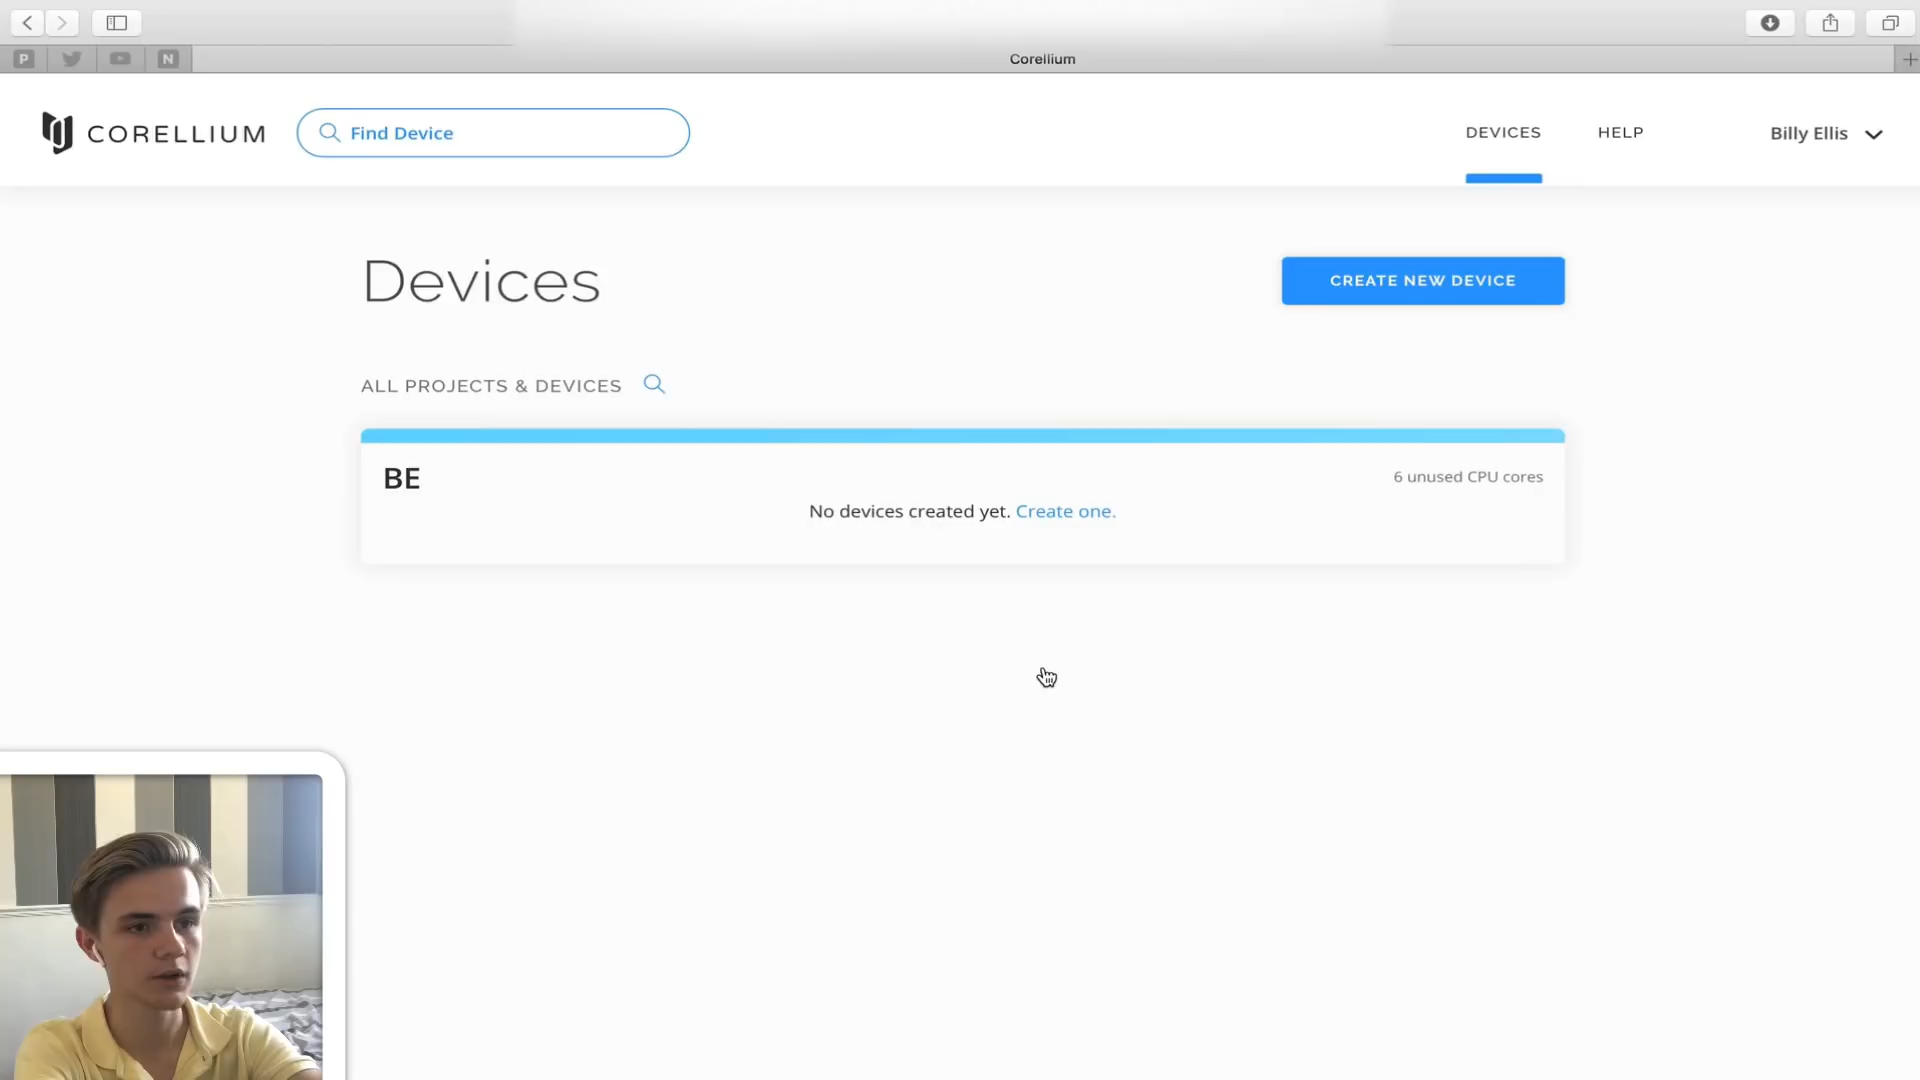 P
N
Corellium
CORELLIUM
Find Device
DEVICES
HELP
Billy Ellis
Devices
CREATE NEW DEVICE
ALL PROJECTS & DEVICES
BE
6 unused CPU cores
No devices created yet. Create one.